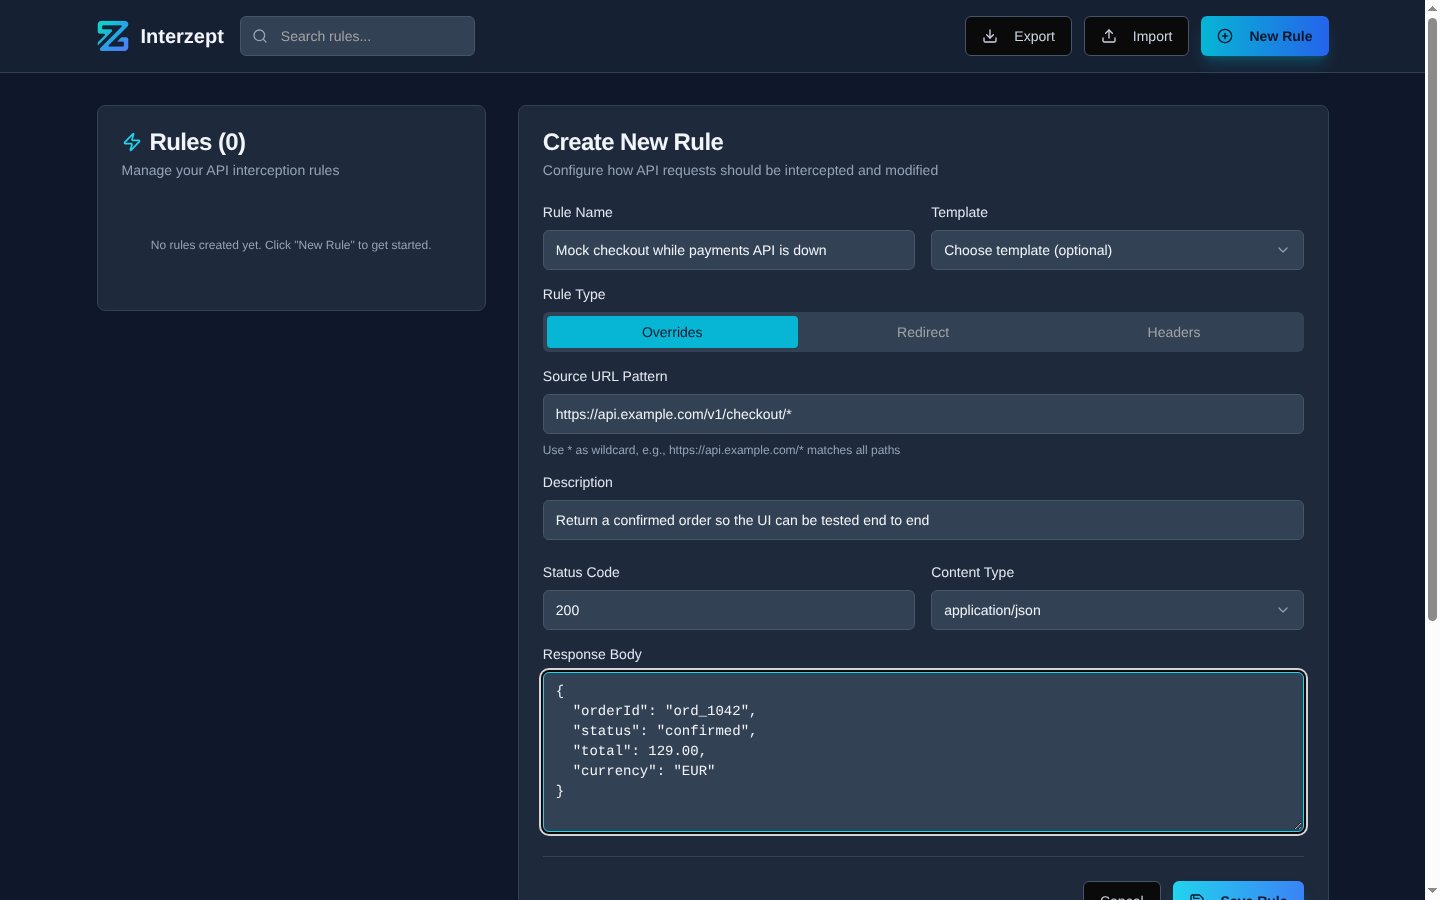 Interzept
Search rules...
Export
Import
New Rule
Rules (0)
Manage your API interception rules
No rules created yet. Click "New Rule" to get started.
Create New Rule
Configure how API requests should be intercepted and modified
Rule Name
Template
Mock checkout while payments API is down
Choose template (optional)
Rule Type
Overrides
Redirect
Headers
Source URL Pattern
https://api.example.com/v1/checkout/*
Use * as wildcard, e.g., https://api.example.com/* matches all paths
Description
Return a confirmed order so the UI can be tested end to end
Status Code
Content Type
200
application/json
Response Body
{
  "orderId": "ord_1042",
  "status": "confirmed",
  "total": 129.00,
  "currency": "EUR"
}
Cancel
Save Rule